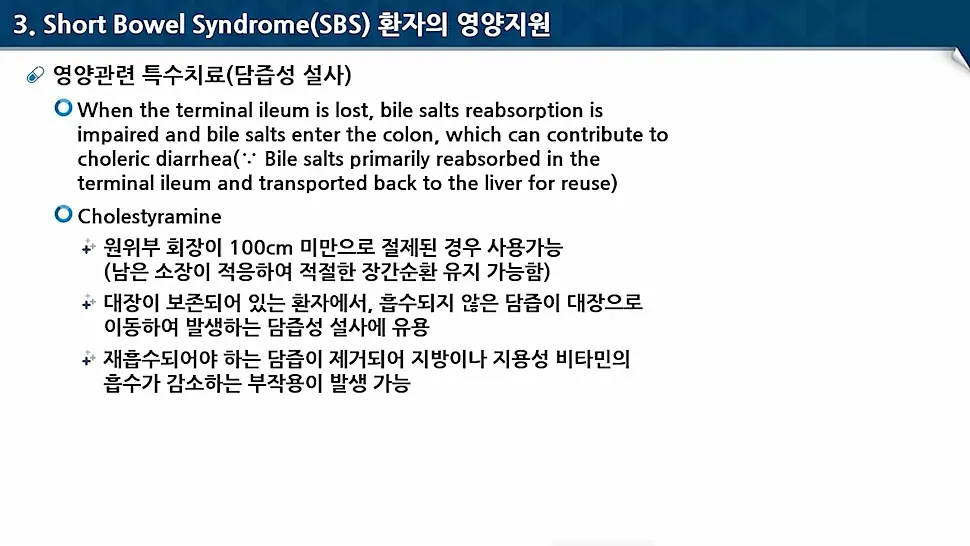 3. Short Bowel Syndrome(SBS) 환자의 영양지원
영양관련 특수치료(담즙성 설사)
When the terminal ileum is lost, bile salts reabsorption is
impaired and bile salts enter the colon, which can contribute to
choleric diarrhea(∵ Bile salts primarily reabsorbed in the
terminal ileum and transported back to the liver for reuse)
Cholestyramine
원위부 회장이 100cm 미만으로 절제된 경우 사용가능
(남은 소장이 적응하여 적절한 장간순환 유지 가능함)
대장이 보존되어 있는 환자에서, 흡수되지 않은 담즙이 대장으로
이동하여 발생하는 담즙성 설사에 유용
재흡수되어야 하는 담즙이 제거되어 지방이나 지용성 비타민의
흡수가 감소하는 부작용이 발생 가능